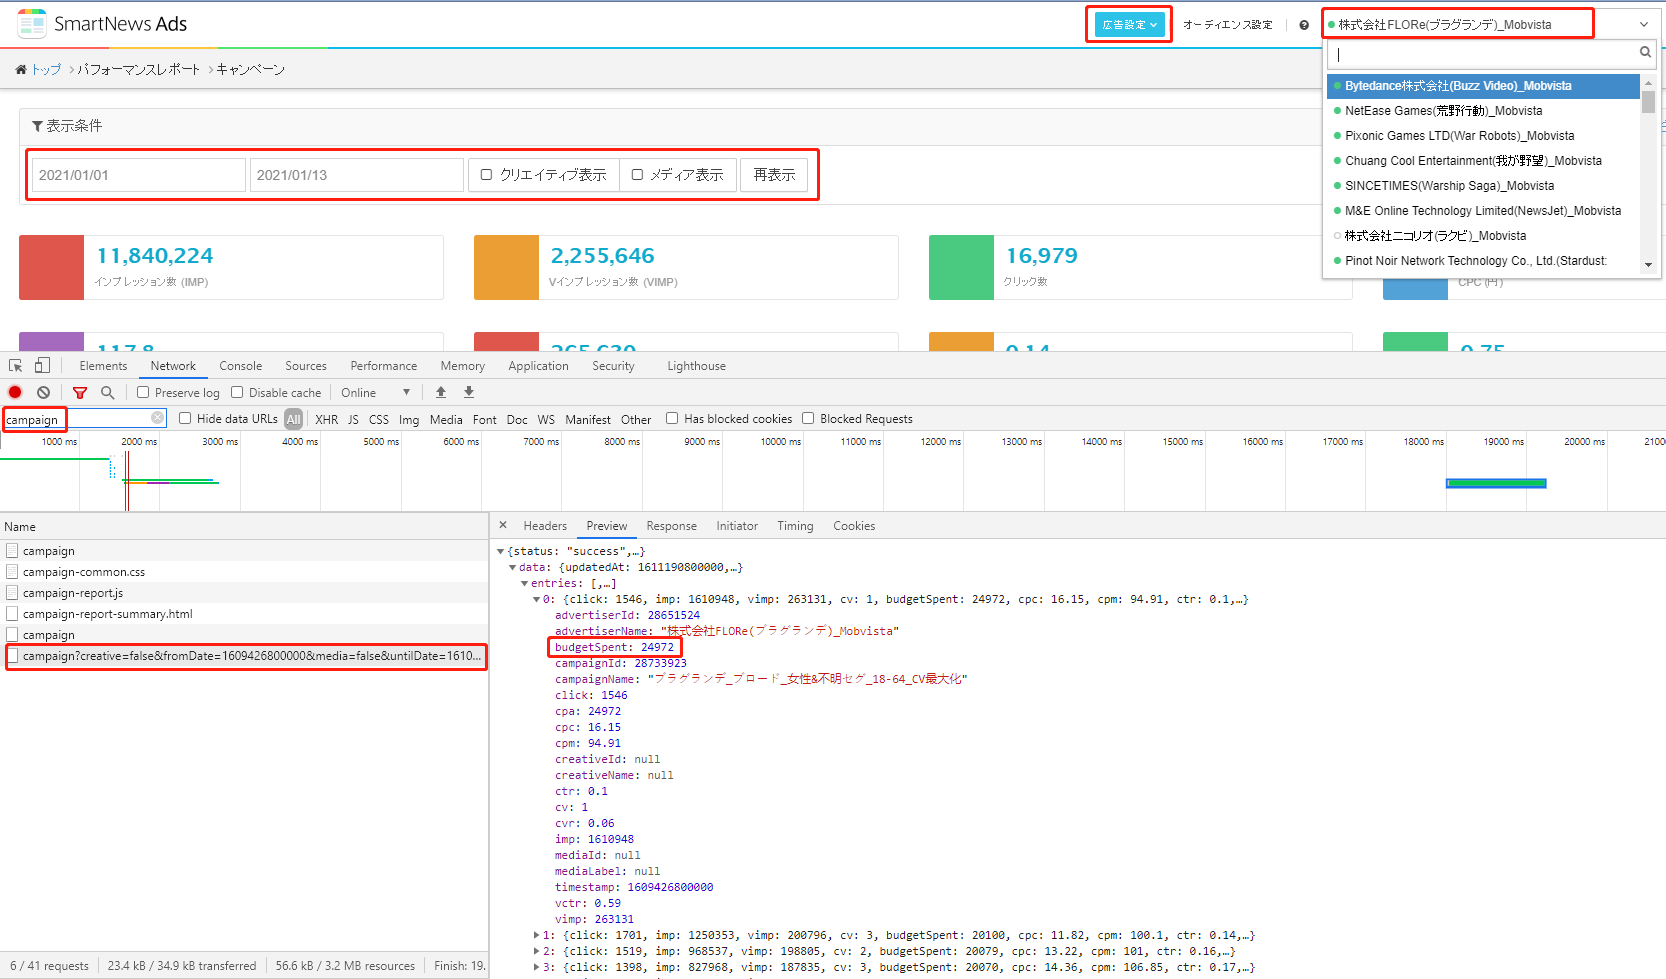 SmartNews Ads
広告設定
オーディエンス設定
株式会社FLORe(ブラグランデ)_Mobvista
トップ
パフォーマンスレポート
キャンペーン
Bytedance株式会社(Buzz Video)_Mobvista
NetEase Games(荒野行動)_Mobvista
Pixonic Games LTD(War Robots)_Mobvista
Chuang Cool Entertainment(我が野望)_Mobvista
SINCETIMES(Warship Saga)_Mobvista
M&E Online Technology Limited(NewsJet)_Mobvista
株式会社ニコリオ(ラクビ)_Mobvista
Pinot Noir Network Technology Co., Ltd.(Stardust:
表示条件
2021/01/01
2021/01/13
クリエイティブ表示
メディア表示
再表示
11,840,224
インプレッション数 (IMP)
2,255,646
Vインプレッション数 (VIMP)
16,979
クリック数
CPC (円)
117.8
265,630
0.14
0.75
Elements Network Console Sources Performance Memory Application Security Lighthouse
Preserve log Disable cache Online
campaign
Hide data URLs All XHR JS CSS Img Media Font Doc WS Manifest Other Has blocked cookies Blocked Requests
1000 ms 2000 ms 3000 ms 4000 ms 5000 ms 6000 ms 7000 ms 8000 ms 9000 ms 10000 ms 11000 ms 12000 ms 13000 ms 14000 ms 15000 ms 16000 ms 17000 ms 18000 ms 19000 ms 20000 ms 2100
Name
campaign
campaign-common.css
campaign-report.js
campaign-report-summary.html
campaign
campaign?creative=false&fromDate=1609426800000&media=false&untilDate=1610...
6 / 41 requests 23.4 kB / 34.9 kB transferred 56.6 kB / 3.2 MB resources Finish: 19.
Headers Preview Response Initiator Timing Cookies
{status: "success",…}
data: {updatedAt: 1611190800000,…}
entries: [,…]
0: {click: 1546, imp: 1610948, vimp: 263131, cv: 1, budgetSpent: 24972, cpc: 16.15, cpm: 94.91, ctr: 0.1,…}
advertiserId: 28651524
advertiserName: "株式会社FLORe(ブラグランデ)_Mobvista"
budgetSpent: 24972
campaignId: 28733923
campaignName: "ブラグランデ_ブロード_女性&不明セグ_18-64_CV最大化"
click: 1546
cpa: 24972
cpc: 16.15
cpm: 94.91
creativeId: null
creativeName: null
ctr: 0.1
cv: 1
cvr: 0.06
imp: 1610948
mediaId: null
mediaLabel: null
timestamp: 1609426800000
vctr: 0.59
vimp: 263131
1: {click: 1701, imp: 1250353, vimp: 200796, cv: 3, budgetSpent: 20100, cpc: 11.82, cpm: 100.1, ctr: 0.14,…}
2: {click: 1519, imp: 968537, vimp: 198805, cv: 2, budgetSpent: 20079, cpc: 13.22, cpm: 101, ctr: 0.16,…}
3: {click: 1398, imp: 827968, vimp: 187835, cv: 3, budgetSpent: 20070, cpc: 14.36, cpm: 106.85, ctr: 0.17,…}